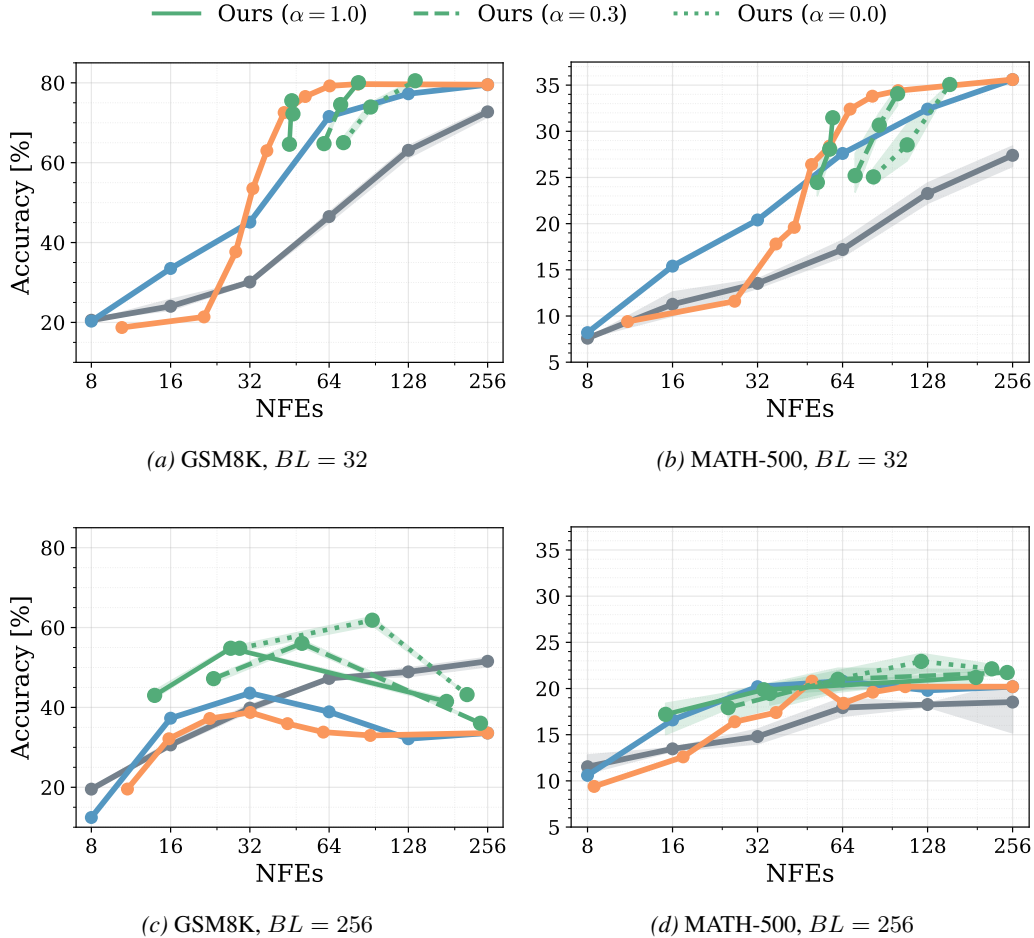 Ours (α=1.0) Ours (α=0.3) Ours (α=0.0)
80
60
40
20
Accuracy [%]
8 16 32 64 128 256
NFEs
35
30
25
20
15
10
5
8 16 32 64 128 256
NFEs
(a) GSM8K, BL = 32
(b) MATH-500, BL = 32
80
60
40
20
Accuracy [%]
8 16 32 64 128 256
NFEs
35
30
25
20
15
10
5
8 16 32 64 128 256
NFEs
(c) GSM8K, BL = 256
(d) MATH-500, BL = 256